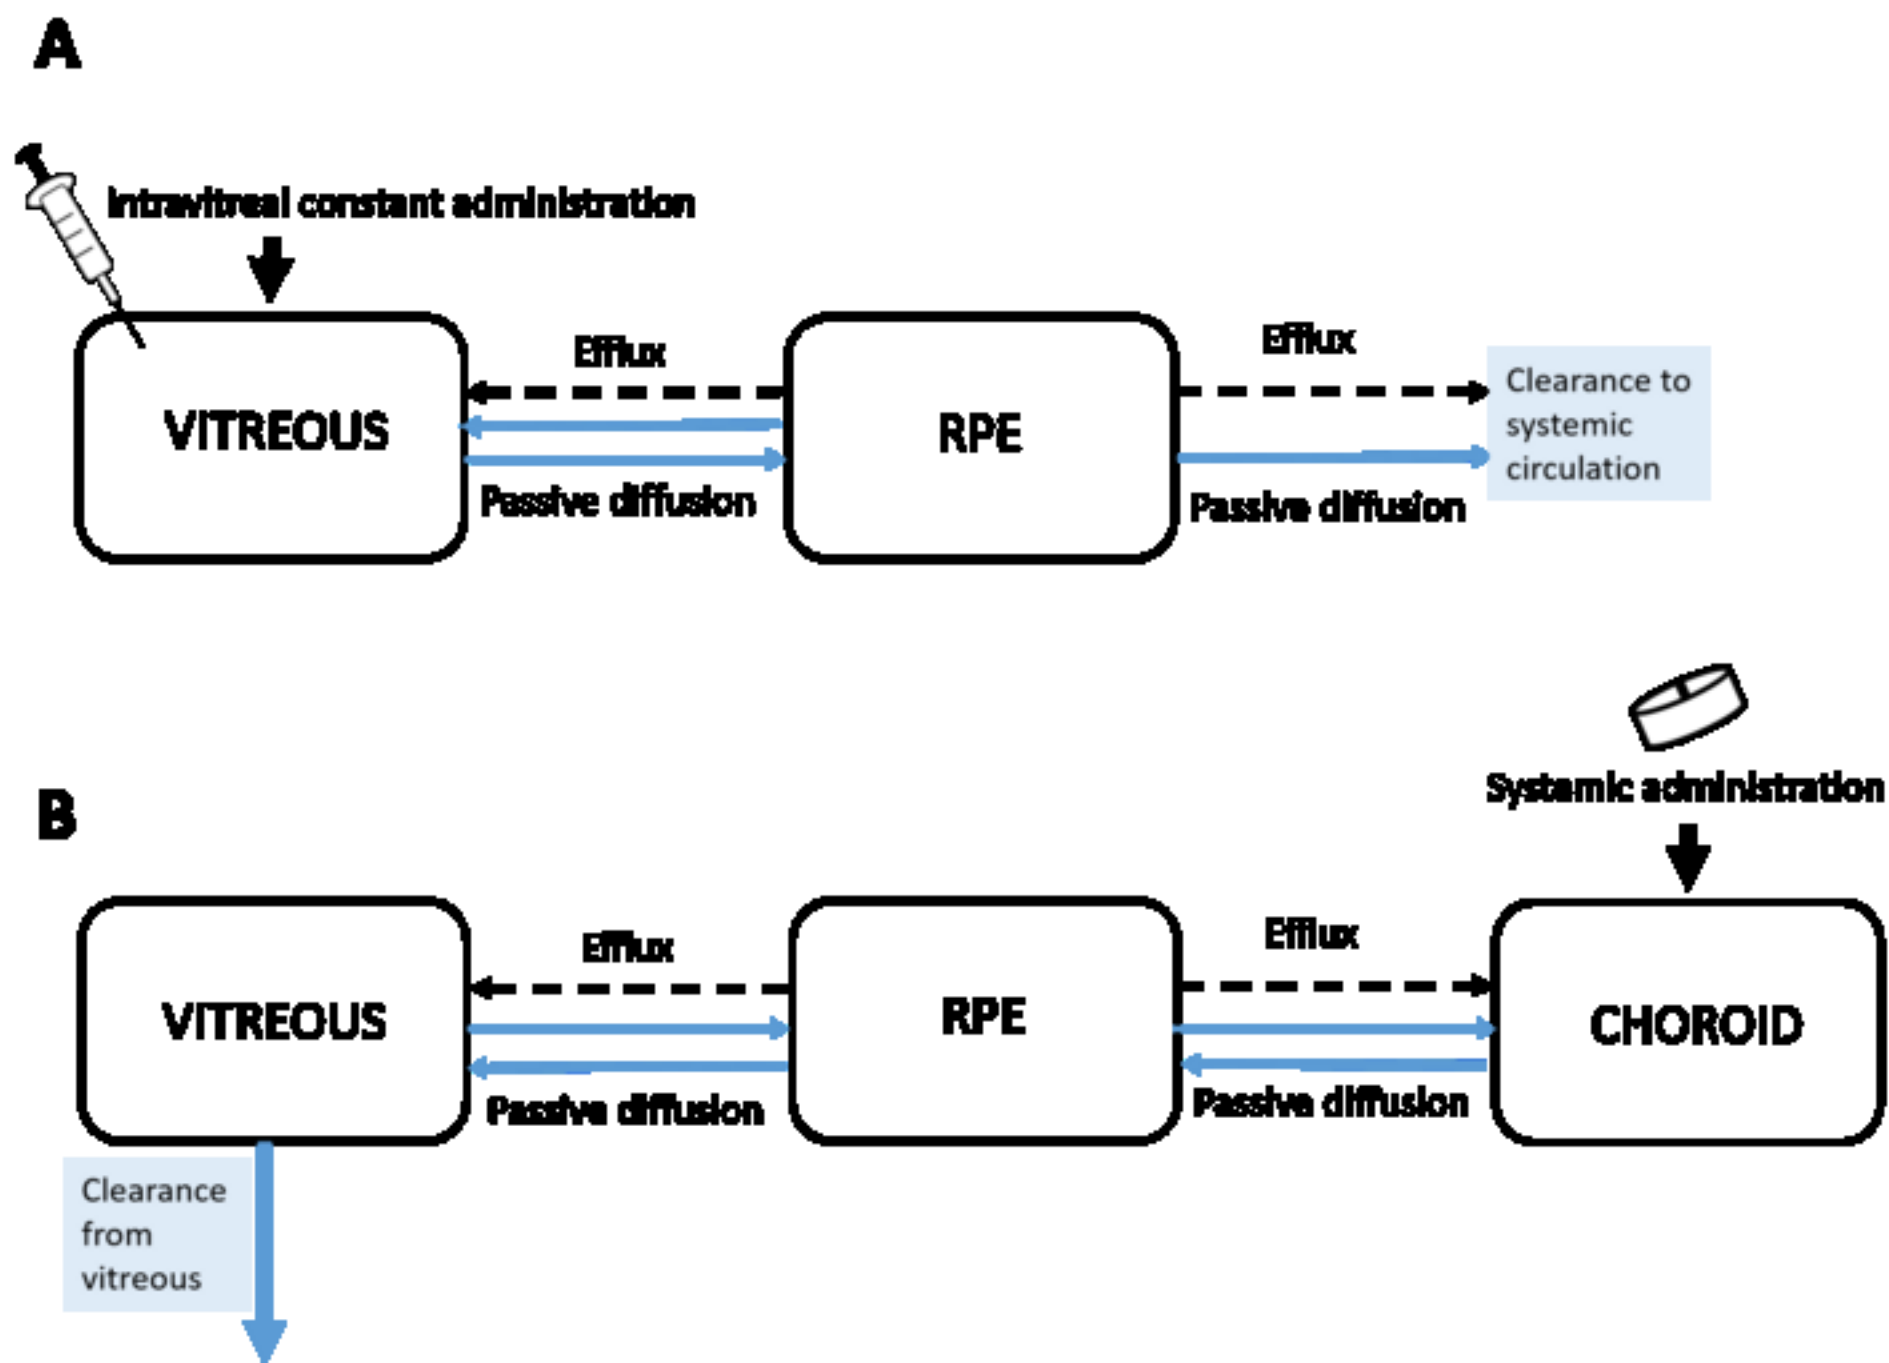 A
Intravitreal constant administration
Efflux
Efflux
VITREOUS
RPE
Clearance to
systemic
circulation
Passive diffusion
Passive diffusion
Systemic administration
B
Efflux
Efflux
VITREOUS
RPE
CHOROID
Passive diffusion
Passive diffusion
Clearance
from
vitreous